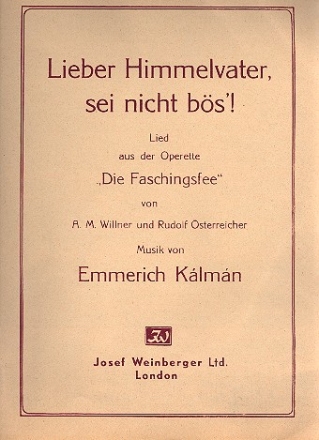 Lieber Himmelvater,
sei nicht bös'!
Lied
aus der Operette
„Die Faschingsfee“
von
A. M. Willner und Rudolf Österreicher
Musik von
Emmerich Kálmán
JW
Josef Weinberger Ltd.
London